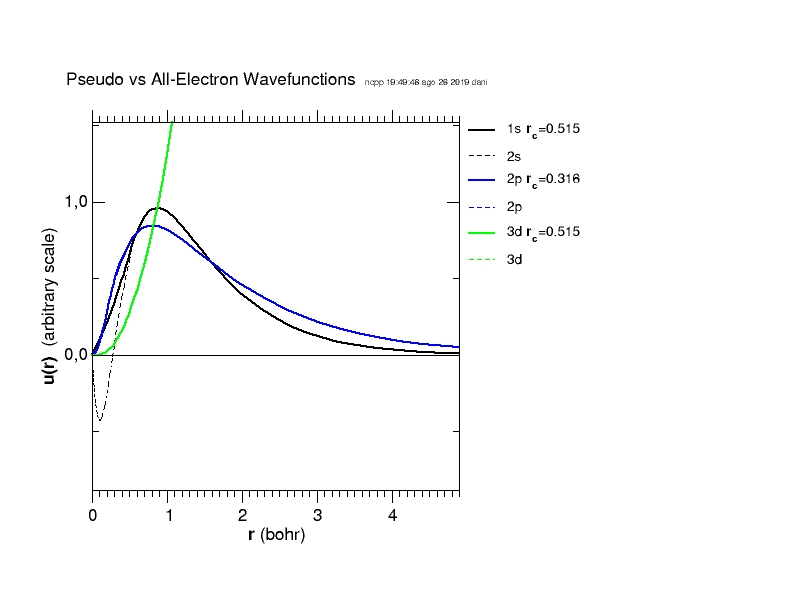 Pseudo vs All-Electron Wavefunctions ncpp 19:49:46 ago 26 2019 dani
1s rc=0.515
2s
2p rc=0.316
2p
3d rc=0.515
3d
1,0
0,0
u(r) (arbitrary scale)
0 1 2 3 4
r (bohr)